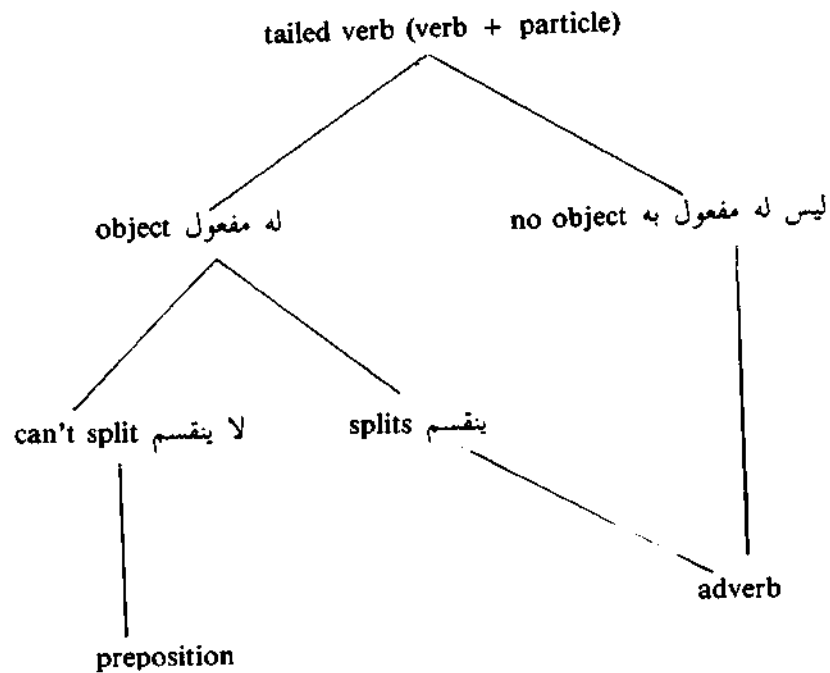 tailed verb (verb + particle)
object له مفعول
no object ليس له مفعول به
can't split لا ينقسم
splits ينقسم
adverb
preposition